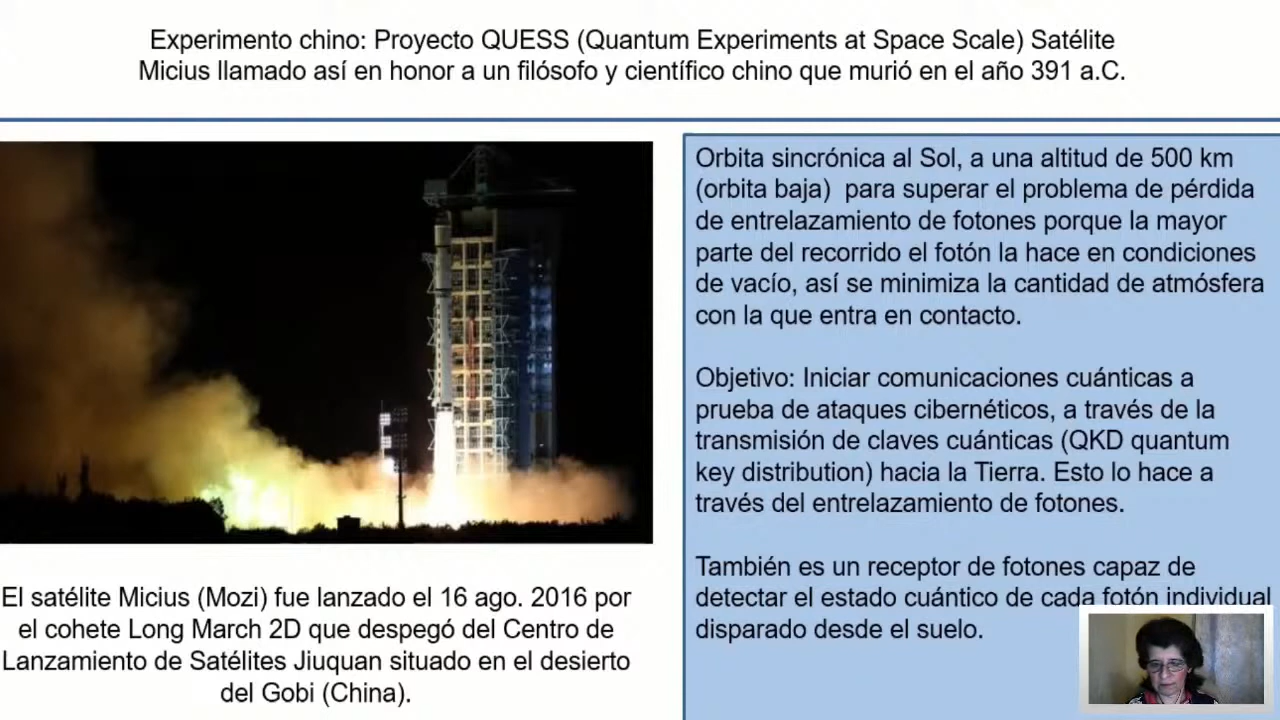 Experimento chino: Proyecto QUESS (Quantum Experiments at Space Scale) Satélite
Micius llamado así en honor a un filósofo y científico chino que murió en el año 391 a.C.
Orbita sincrónica al Sol, a una altitud de 500 km
(orbita baja)  para superar el problema de pérdida
de entrelazamiento de fotones porque la mayor
parte del recorrido el fotón la hace en condiciones
de vacío, así se minimiza la cantidad de atmósfera
con la que entra en contacto.
Objetivo: Iniciar comunicaciones cuánticas a
prueba de ataques cibernéticos, a través de la
transmisión de claves cuánticas (QKD quantum
key distribution) hacia la Tierra. Esto lo hace a
través del entrelazamiento de fotones.
También es un receptor de fotones capaz de
detectar el estado cuántico de cada fotón individual
disparado desde el suelo.
El satélite Micius (Mozi) fue lanzado el 16 ago. 2016 por
el cohete Long March 2D que despegó del Centro de
Lanzamiento de Satélites Jiuquan situado en el desierto
del Gobi (China).